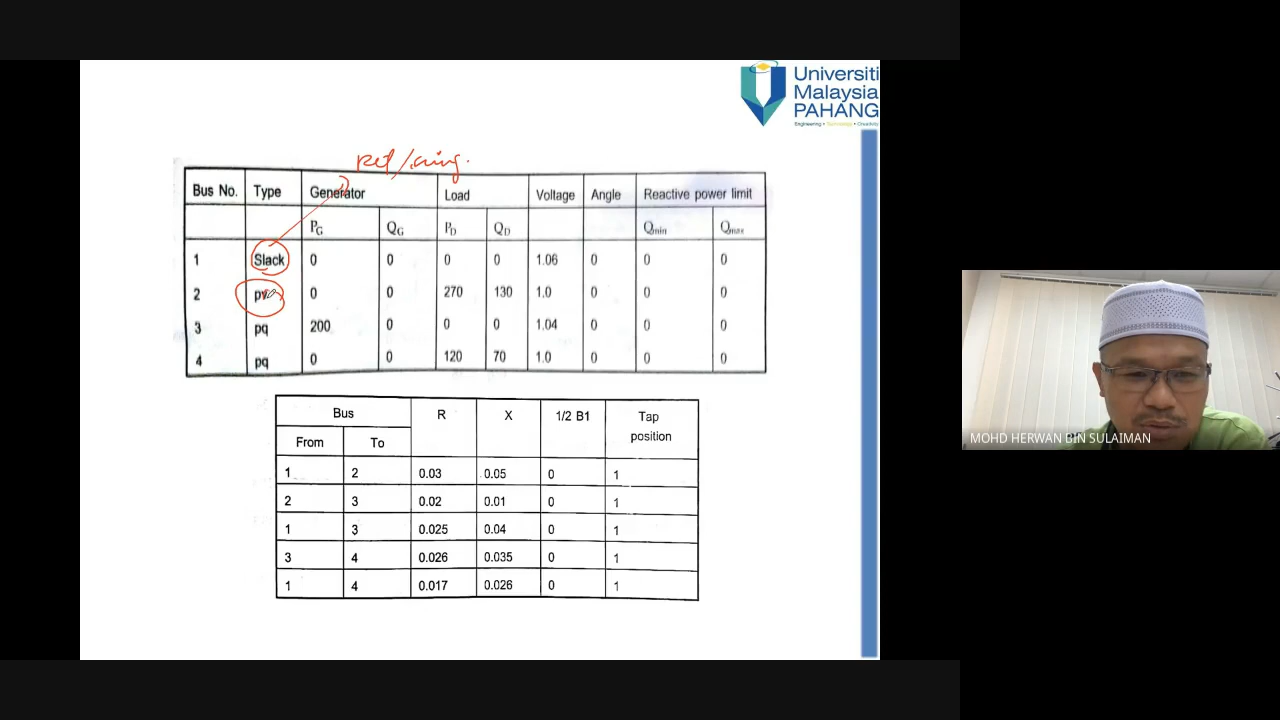 Universiti
Malaysia
PAHANG
Engineering • Technology • Creativity
Ref /
Bus No. Type Generator Load Voltage Angle Reactive power limit
PG QG PD QD Qmin Qmax
1 Slack 0 0 0 0 1.06 0 0 0
2 0 0 270 130 1.0 0 0 0
3 pq 200 0 0 0 1.04 0 0 0
4 pq 0 0 120 70 1.0 0 0 0
Bus R X 1/2 B1 Tap
From To position
1 2 0.03 0.05 0 1
2 3 0.02 0.01 0 1
1 3 0.025 0.04 0 1
3 4 0.026 0.035 0 1
1 4 0.017 0.026 0 1
MOHD HERWAN BIN SULAIMAN